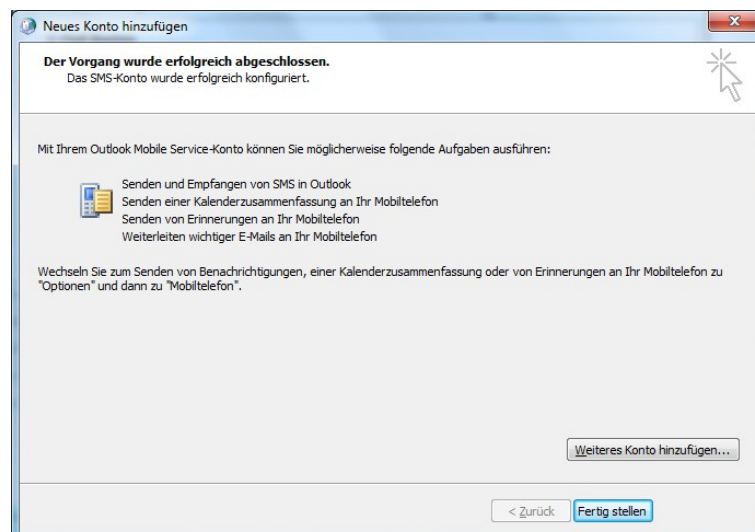 Neues Konto hinzufügen
Der Vorgang wurde erfolgreich abgeschlossen.
Das SMS-Konto wurde erfolgreich konfiguriert.
Mit Ihrem Outlook Mobile Service-Konto können Sie möglicherweise folgende Aufgaben ausführen:
Senden und Empfangen von SMS in Outlook
Senden einer Kalenderzusammenfassung an Ihr Mobiltelefon
Senden von Erinnerungen an Ihr Mobiltelefon
Weiterleiten wichtiger E-Mails an Ihr Mobiltelefon
Wechseln Sie zum Senden von Benachrichtigungen, einer Kalenderzusammenfassung oder von Erinnerungen an Ihr Mobiltelefon zu
"Optionen" und dann zu "Mobiltelefon".
Weiteres Konto hinzufügen...
< Zurück Fertig stellen